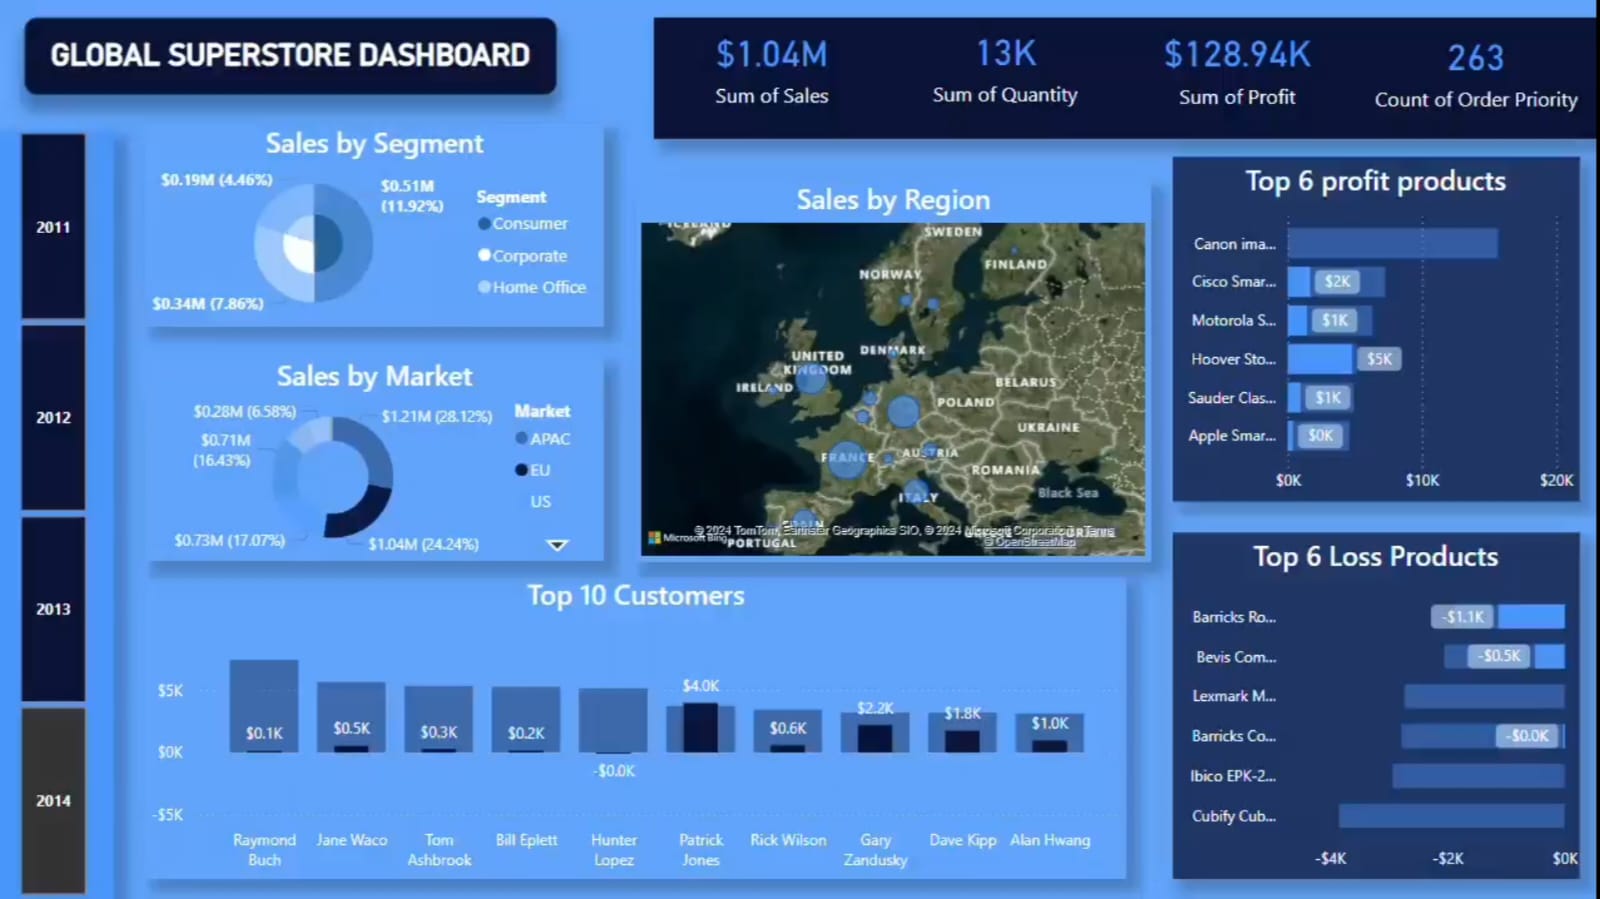 GLOBAL SUPERSTORE DASHBOARD
$1.04M
Sum of Sales
13K
Sum of Quantity
$128.94K
Sum of Profit
263
Count of Order Priority
2011
2012
2013
2014
Sales by Segment
$0.19M (4.46%)
$0.51M
(11.92%)
$0.34M (7.86%)
Segment
Consumer
Corporate
Home Office
Sales by Market
$0.28M (6.58%)
$1.21M (28.12%)
$0.71M
(16.43%)
$0.73M (17.07%)
$1.04M (24.24%)
Market
APAC
EU
US
Sales by Region
ICELAND
SWEDEN
FINLAND
NORWAY
DENMARK
UNITED
KINGDOM
IRELAND
BELARUS
POLAND
UKRAINE
FRANCE
AUSTRIA
ROMANIA
ITALY
Black Sea
SPAIN
PORTUGAL
Microsoft Bing
© 2024 TomTom, Earthstar Geographics SIO, © 2024 Microsoft Corporation Terms
© OpenStreetMap
Top 6 profit products
Canon ima...
Cisco Smar...
$2K
Motorola S...
$1K
Hoover Sto...
$5K
Sauder Clas...
$1K
Apple Smar...
$0K
$0K
$10K
$20K
Top 10 Customers
$5K
$0K
-$5K
$0.1K
$0.5K
$0.3K
$0.2K
-$0.0K
$4.0K
$0.6K
$2.2K
$1.8K
$1.0K
Raymond
Buch
Jane Waco
Tom
Ashbrook
Bill Eplett
Hunter
Lopez
Patrick
Jones
Rick Wilson
Gary
Zandusky
Dave Kipp
Alan Hwang
Top 6 Loss Products
Barricks Ro...
-$1.1K
Bevis Com...
-$0.5K
Lexmark M...
Barricks Co...
-$0.0K
Ibico EPK-2...
Cubify Cub...
-$4K
-$2K
$0K